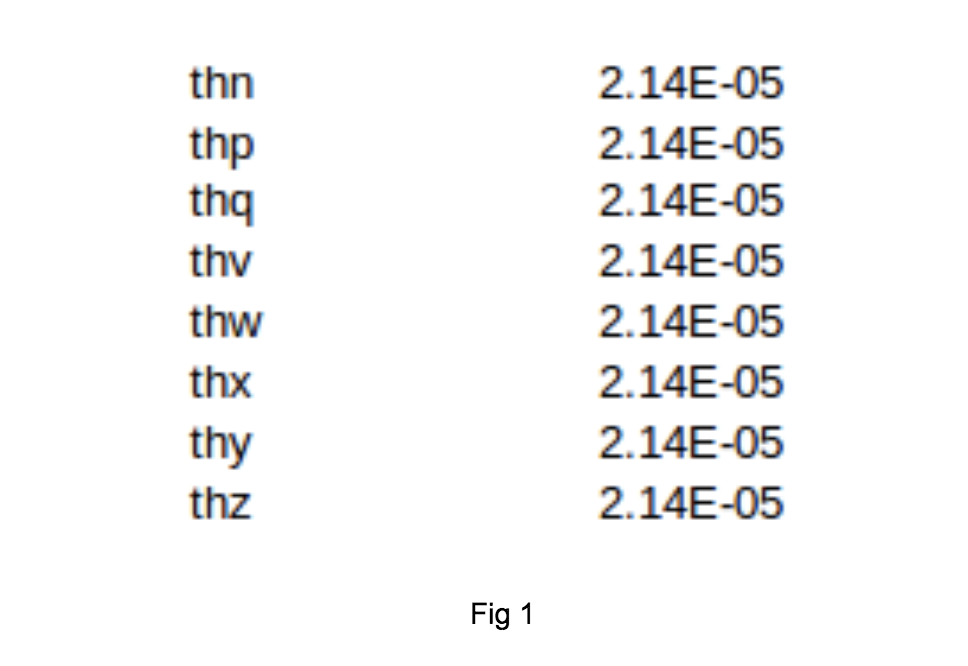 thn 2.14E-05
thp 2.14E-05
thq 2.14E-05
thv 2.14E-05
thw 2.14E-05
thx 2.14E-05
thy 2.14E-05
thz 2.14E-05
Fig 1